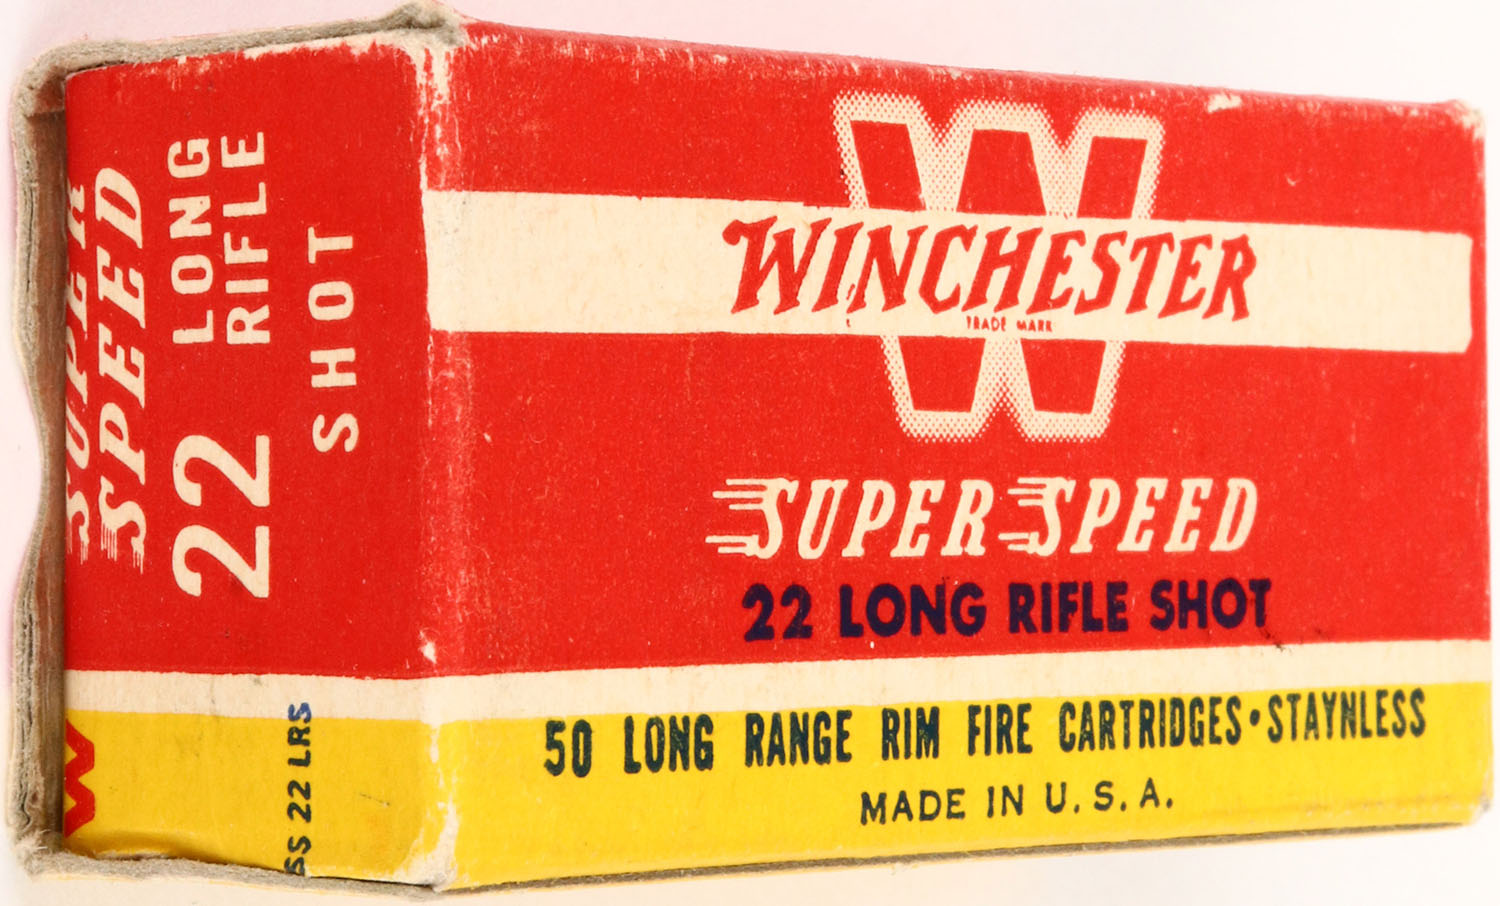 W
WINCHESTER
TRADE MARK
SUPER SPEED
22 LONG RIFLE SHOT
50 LONG RANGE RIM FIRE CARTRIDGES • STAYNLESS
MADE IN U.S.A.
SUPER
SPEED
22 LONG
RIFLE
SHOT
W
SS 22 LRS